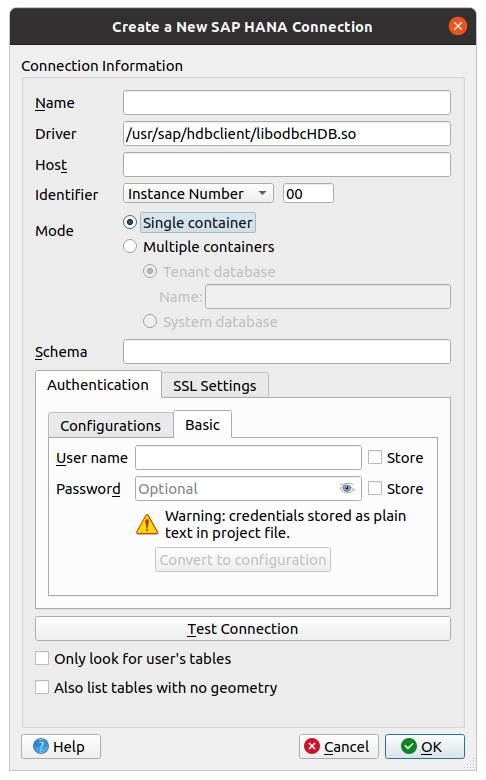 Create a New SAP HANA Connection
Connection Information
Name
Driver /usr/sap/hdbclient/libodbcHDB.so
Host
Identifier Instance Number 00
Mode Single container
Multiple containers
Tenant database
Name:
System database
Schema
Authentication SSL Settings
Configurations Basic
User name Store
Password Optional Store
Warning: credentials stored as plain
text in project file.
Convert to configuration
Test Connection
Only look for user's tables
Also list tables with no geometry
Help Cancel OK